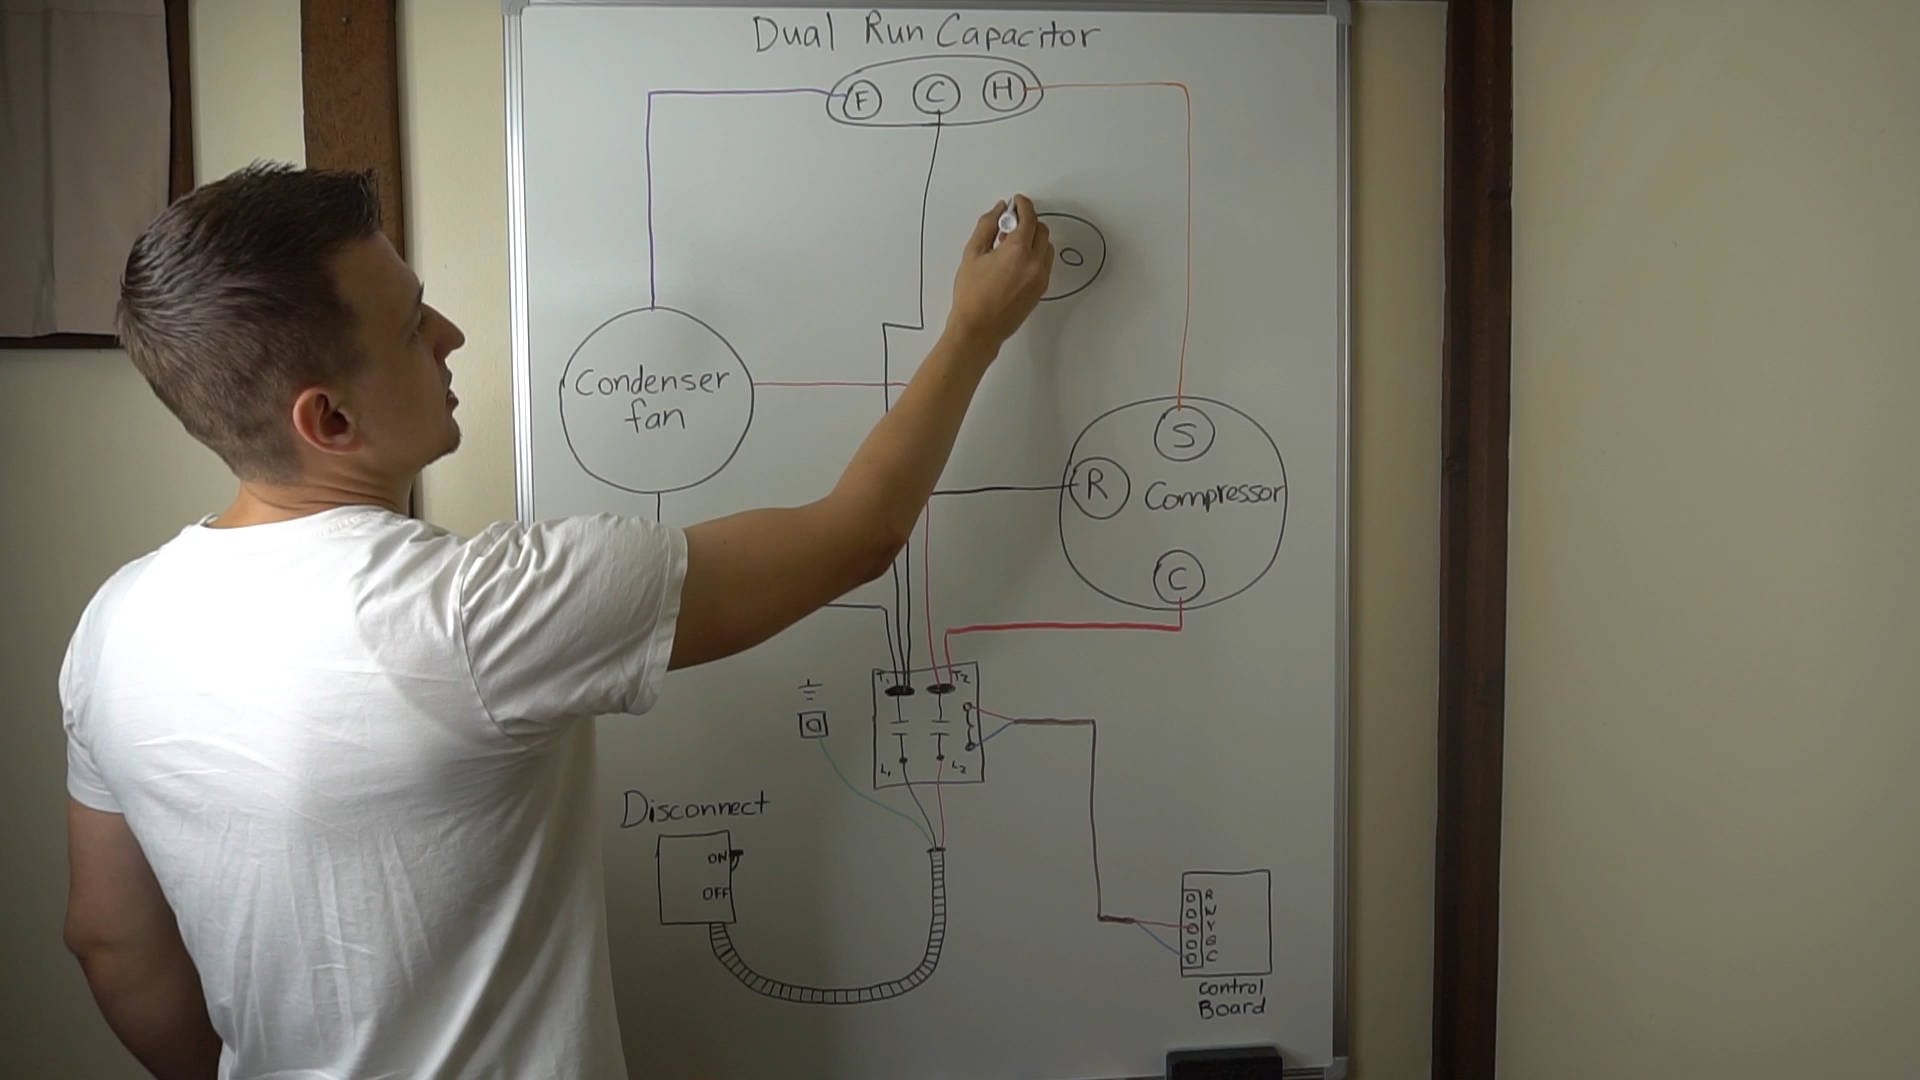 Dual Run Capacitor
F C H
Condenser
fan
S
R Compressor
C
T1 T2
L1 L2
Disconnect
ON
OFF
R
W
Y
G
C
Control
Board